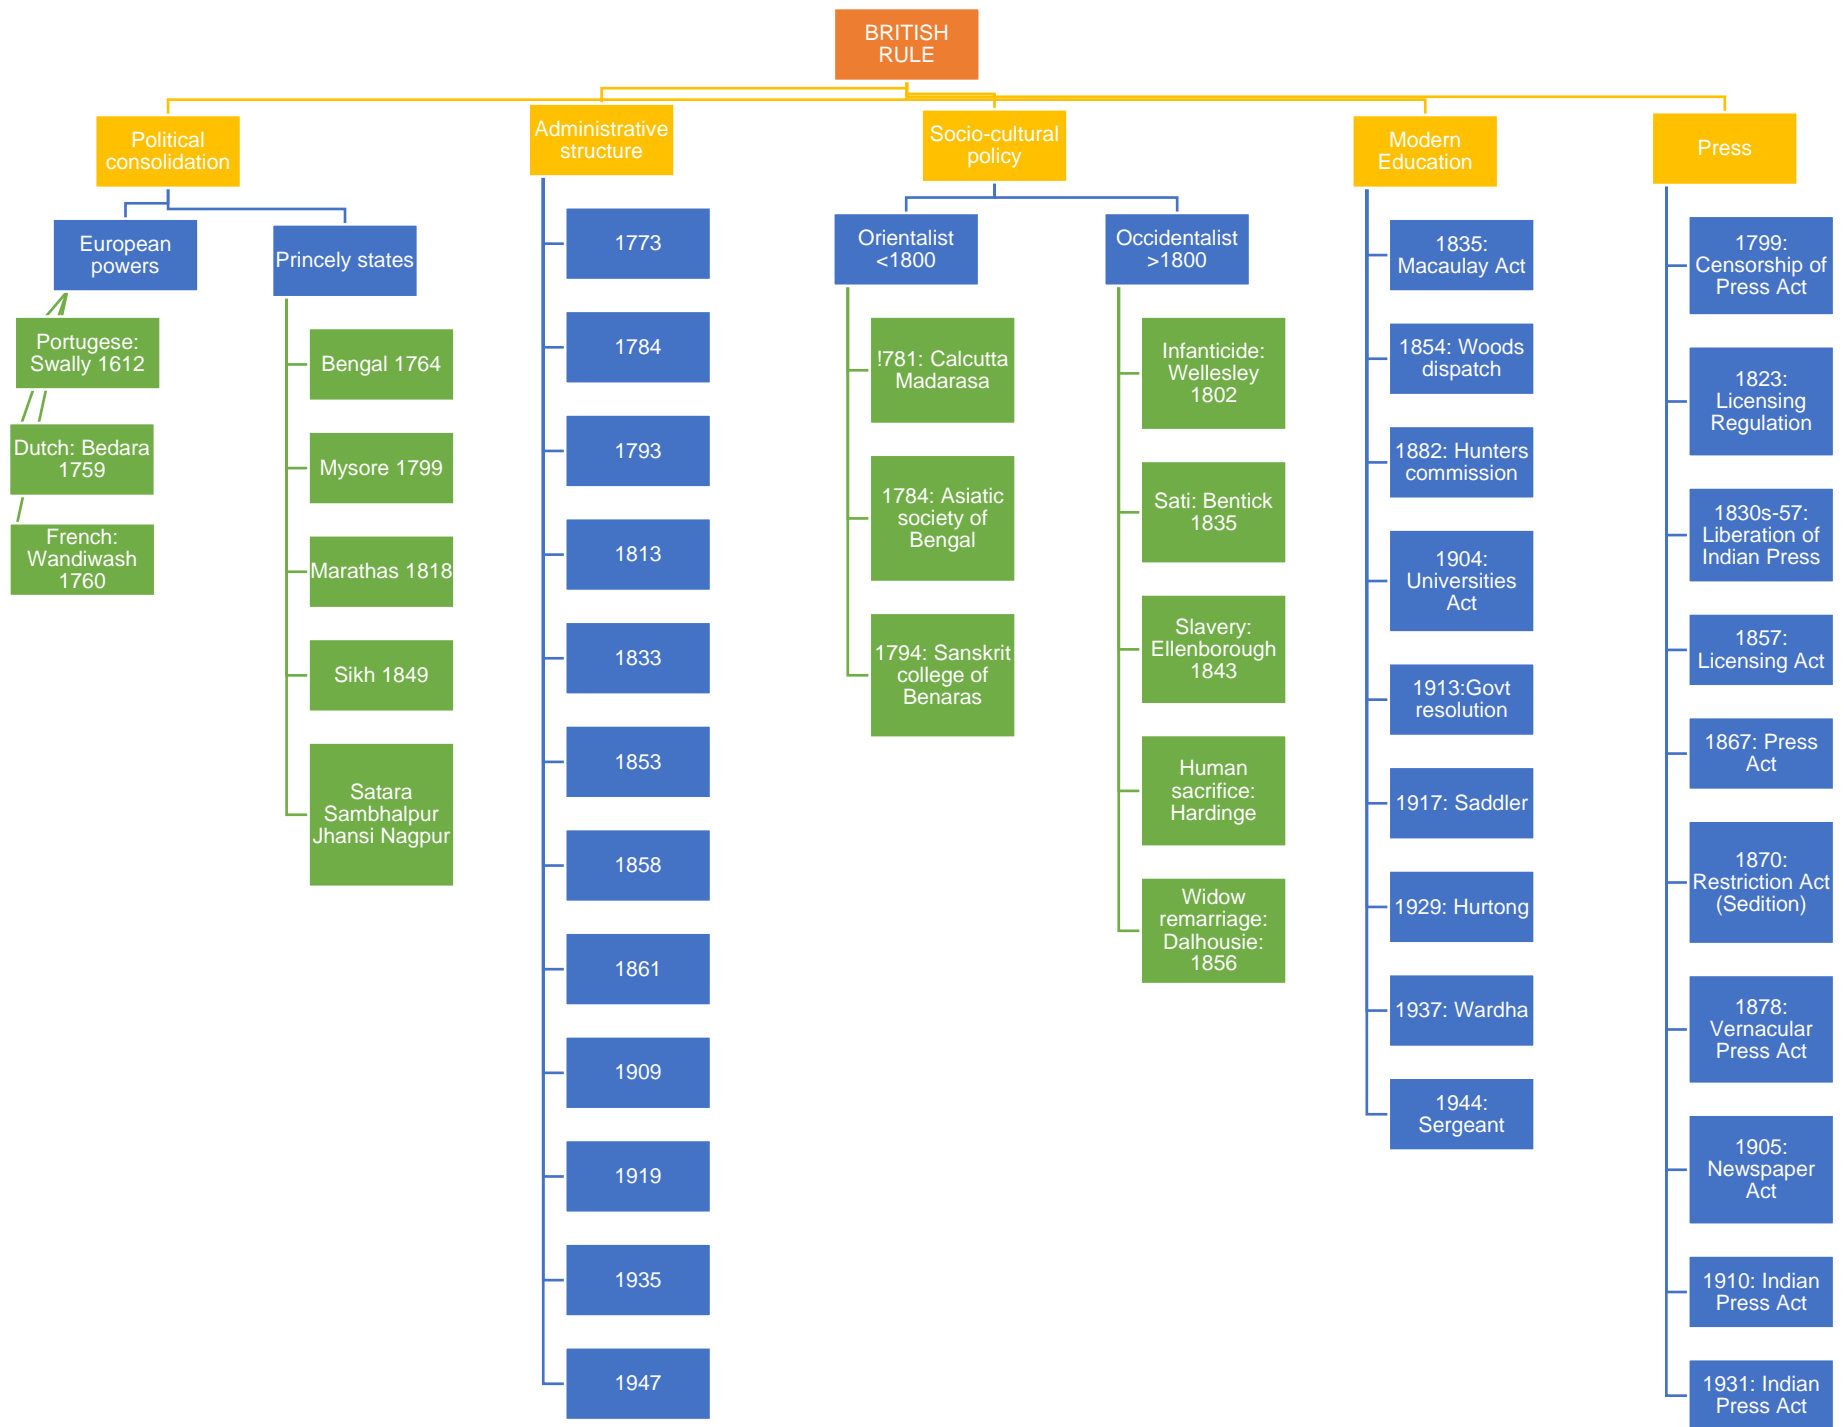 BRITISH
RULE
Political
consolidation
European
powers
Portugese:
Swally 1612
Dutch: Bedara
1759
French:
Wandiwash
1760
Princely states
Bengal 1764
Mysore 1799
Marathas 1818
Sikh 1849
Satara
Sambhalpur
Jhansi Nagpur
Administrative
structure
1773
1784
1793
1813
1833
1853
1858
1861
1909
1919
1935
1947
Socio-cultural
policy
Orientalist
<1800
!781: Calcutta
Madarasa
1784: Asiatic
society of
Bengal
1794: Sanskrit
college of
Benaras
Occidentalist
>1800
Infanticide:
Wellesley
1802
Sati: Bentick
1835
Slavery:
Ellenborough
1843
Human
sacrifice:
Hardinge
Widow
remarriage:
Dalhousie:
1856
Modern
Education
1835:
Macaulay Act
1854: Woods
dispatch
1882: Hunters
commission
1904:
Universities
Act
1913:Govt
resolution
1917: Saddler
1929: Hurtong
1937: Wardha
1944:
Sergeant
Press
1799:
Censorship of
Press Act
1823:
Licensing
Regulation
1830s-57:
Liberation of
Indian Press
1857:
Licensing Act
1867: Press
Act
1870:
Restriction Act
(Sedition)
1878:
Vernacular
Press Act
1905:
Newspaper
Act
1910: Indian
Press Act
1931: Indian
Press Act